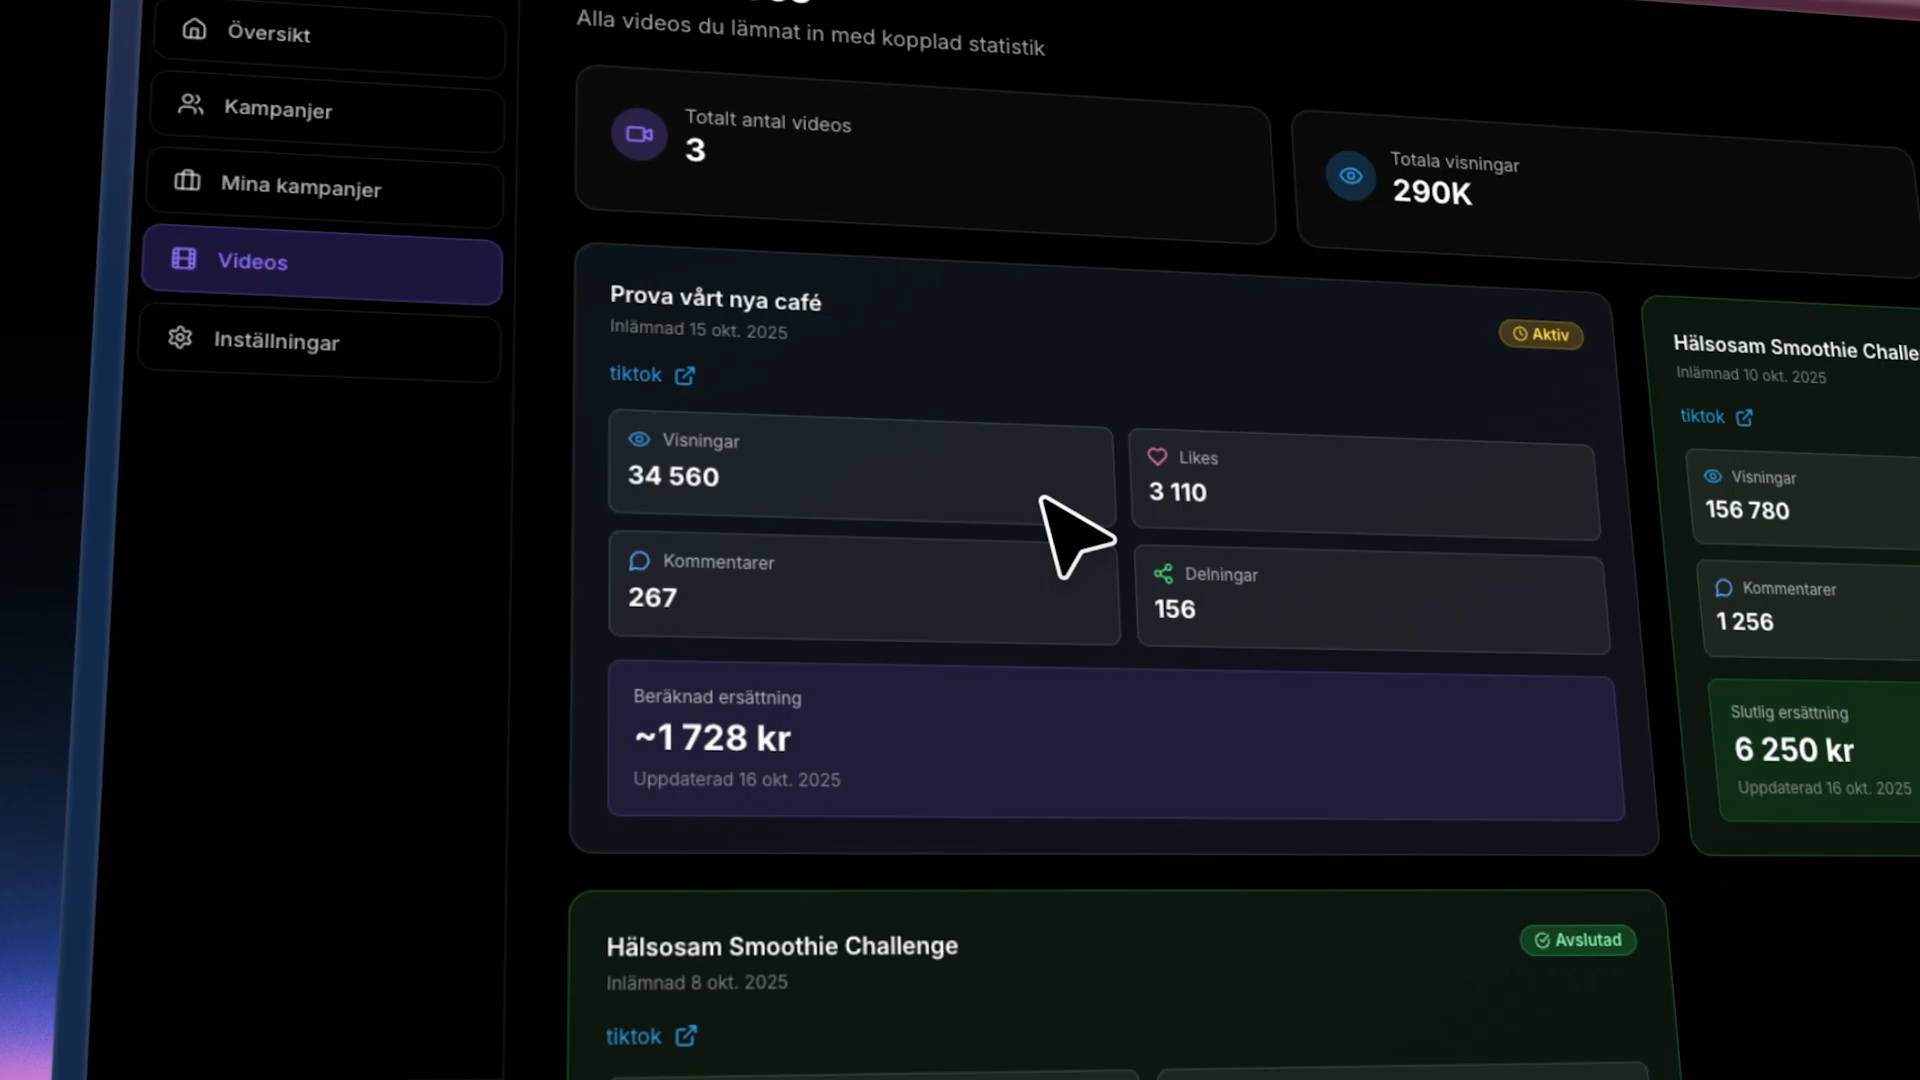 Översikt
Kampanjer
Mina kampanjer
Videos
Inställningar
Alla videos du lämnat in med kopplad statistik
Totalt antal videos
3
Totala visningar
290K
Prova vårt nya café
Inlämnad 15 okt. 2025
Aktiv
tiktok
Visningar
34 560
Likes
3 110
Kommentarer
267
Delningar
156
Beräknad ersättning
~1 728 kr
Uppdaterad 16 okt. 2025
Hälsosam Smoothie Challe
Inlämnad 10 okt. 2025
tiktok
Visningar
156 780
Kommentarer
1 256
Slutlig ersättning
6 250 kr
Uppdaterad 16 okt. 2025
Hälsosam Smoothie Challenge
Inlämnad 8 okt. 2025
Avslutad
tiktok